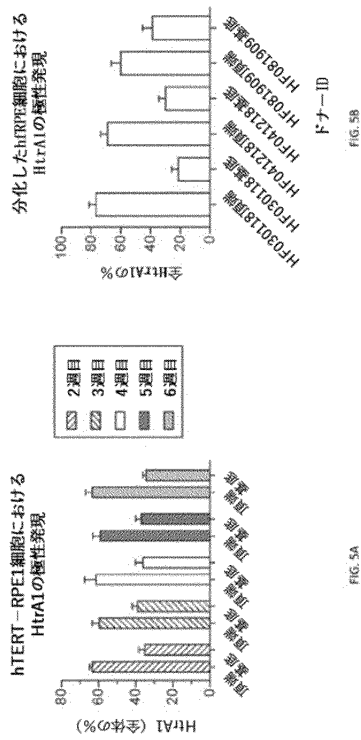 hTERT-RPE1細胞における
HtrA1の極性発現
HtrA1（全体の%）
80
60
40
20
0
頂端
基底
頂端
基底
頂端
基底
頂端
基底
頂端
基底
2週目
3週目
4週目
5週目
6週目
FIG. 5A
分化したhfRPE細胞における
HtrA1の極性発現
全HtrA1の%
100
80
60
40
20
0
HF030118頂端
HF030118基底
HF041218頂端
HF041218基底
HF081909頂端
HF081909基底
ドナーID
FIG. 5B